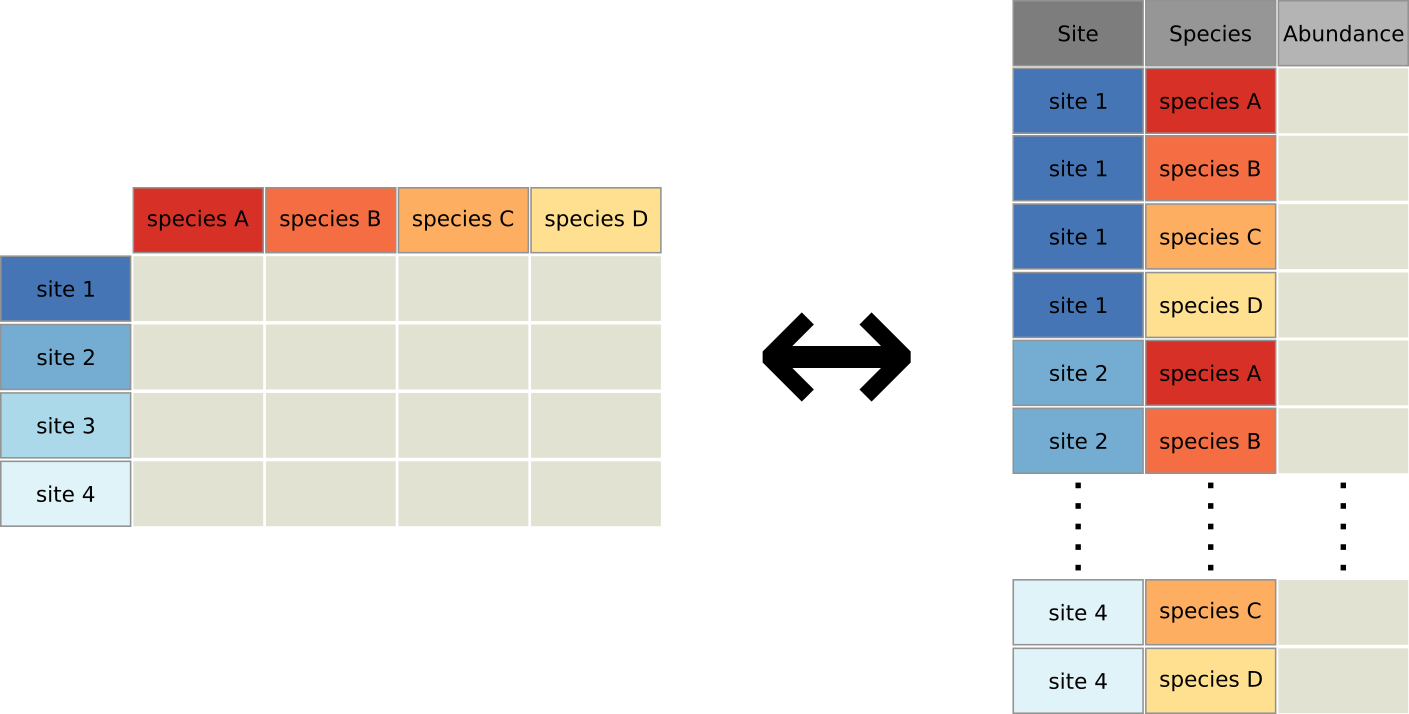 species A species B species C species D
site 1
site 2
site 3
site 4
Site Species Abundance
site 1 species A
site 1 species B
site 1 species C
site 1 species D
site 2 species A
site 2 species B
site 4 species C
site 4 species D